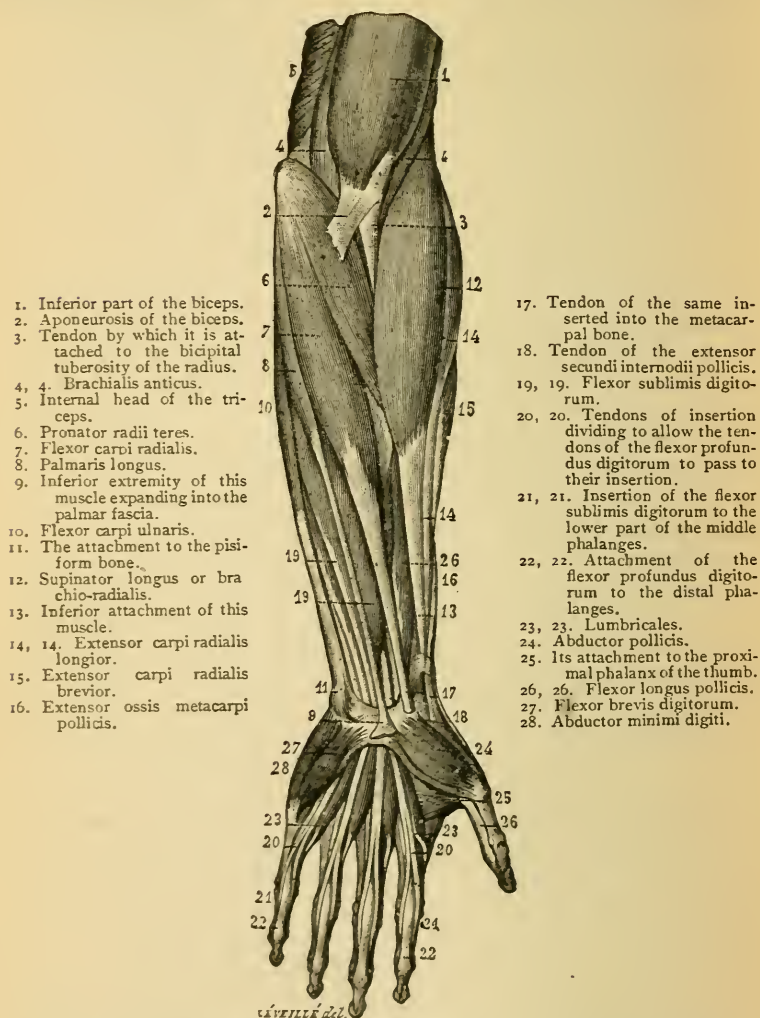 1. Inferior part of the biceps.
2. Aponeurosis of the biceps.
3. Tendon by which it is at-
tached to the bicipital
tuberosity of the radius.
4, 4. Brachialis anticus.
5. Internal head of the tri-
ceps.
6. Pronator radii teres.
7. Flexor carpi radialis.
8. Palmaris longus.
9. Inferior extremity of this
muscle expanding into the
palmar fascia.
10. Flexor carpi ulnaris.
11. The attachment to the pisi-
form bone.
12. Supinator longus or bra
chio-radialis.
13. Inferior attachment of this
muscle.
14, 14. Extensor carpi radialis
longior.
15. Extensor carpi radialis
brevior.
16. Extensor ossis metacarpi
pollicis.
5
1
4
4
2
3
6
12
7
14
8
10
15
14
19
26
16
19
13
11
17
9
18
27
24
28
25
23
26
23
20
20
21
21
22
22
17. Tendon of the same in-
serted into the metacar-
pal bone.
18. Tendon of the extensor
secundi internodii pollicis.
19, 19. Flexor sublimis digito-
rum.
20, 20. Tendons of insertion
dividing to allow the ten-
dons of the flexor profun-
dus digitorum to pass to
their insertion.
21, 21. Insertion of the flexor
sublimis digitorum to the
lower part of the middle
phalanges.
22, 22. Attachment of the
flexor profundus digito-
rum to the distal pha-
langes.
23, 23. Lumbricales.
24. Abductor pollicis.
25. Its attachment to the proxi-
mal phalanx of the thumb.
26, 26. Flexor longus pollicis.
27. Flexor brevis digitorum.
28. Abductor minimi digiti.
LÉVEILLÉ del.